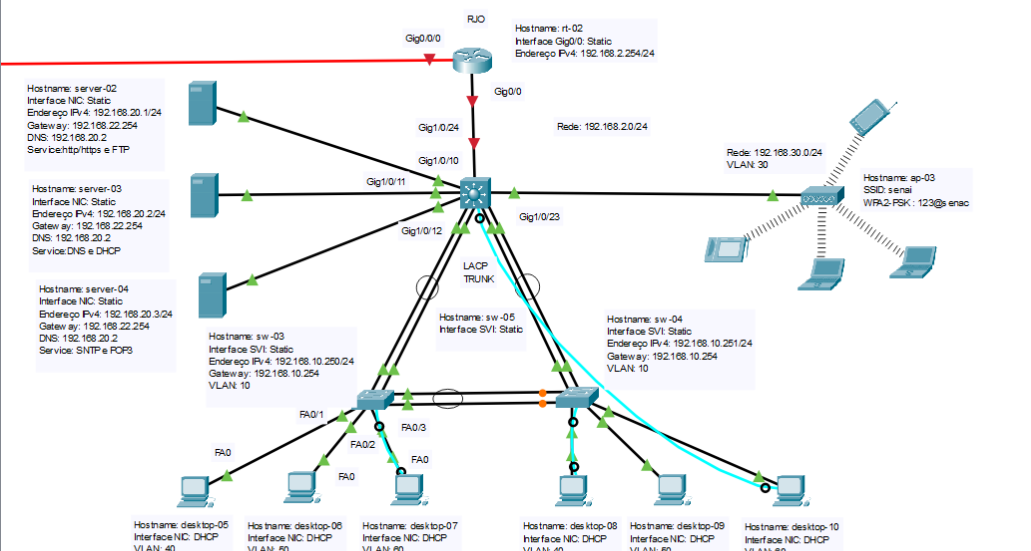 RJO
Hostname: rt-02
Interface Gig0/0: Static
Endereço IPv4: 192.168.2.254/24
Gig0/0/0
Gig0/0
Hostname: server-02
Interface NIC: Static
Endereço IPv4: 192.168.20.1/24
Gateway: 192.168.22.254
DNS: 192.168.20.2
Service:http/https e FTP
Gig1/0/24
Rede: 192.168.2.0/24
Gig1/0/10
Rede: 192.168.30.0/24
VLAN: 30
Gig1/0/11
Hostname: ap-03
SSID: senai
WPA2-PSK : 123@senac
Hostname: server-03
Interface NIC: Static
Endereço IPv4: 192.168.20.2/24
Gateway: 192.168.22.254
DNS: 192.168.20.2
Service:DNS e DHCP
Gig1/0/12
Gig1/0/23
LACP
TRUNK
Hostname: server-04
Interface NIC: Static
Endereço IPv4: 192.168.20.3/24
Gateway: 192.168.22.254
DNS: 192.168.20.2
Service: SNTP e POP3
Hostname: sw-05
Interface SVI: Static
Hostname: sw-04
Interface SVI: Static
Endereço IPv4: 192.168.10.251/24
Gateway: 192.168.10.254
VLAN: 10
Hostname: sw-03
Interface SVI: Static
Endereço IPv4: 192.168.10.250/24
Gateway: 192.168.10.254
VLAN: 10
FA0/1
FA0/2
FA0/3
FA0
FA0
FA0
Hostname: desktop-05
Interface NIC: DHCP
VLAN: 40
Hostname: desktop-06
Interface NIC: DHCP
VLAN: 50
Hostname: desktop-07
Interface NIC: DHCP
VLAN: 60
Hostname: desktop-08
Interface NIC: DHCP
VLAN: 40
Hostname: desktop-09
Interface NIC: DHCP
VLAN: 50
Hostname: desktop-10
Interface NIC: DHCP
VLAN: 60